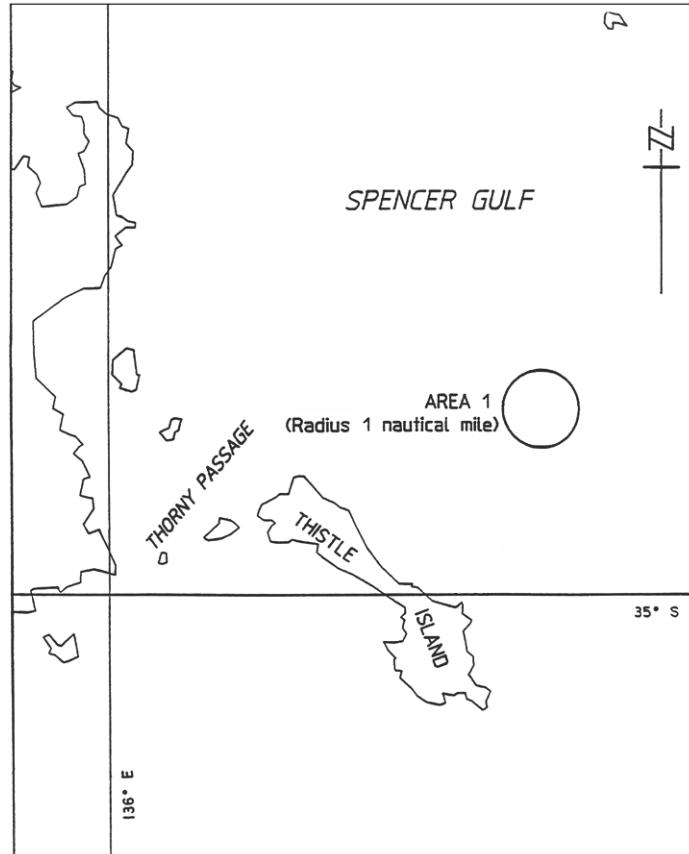 SPENCER GULF
N
AREA 1
(Radius 1 nautical mile)
THORNY PASSAGE
THISTLE
ISLAND
35° S
136° E